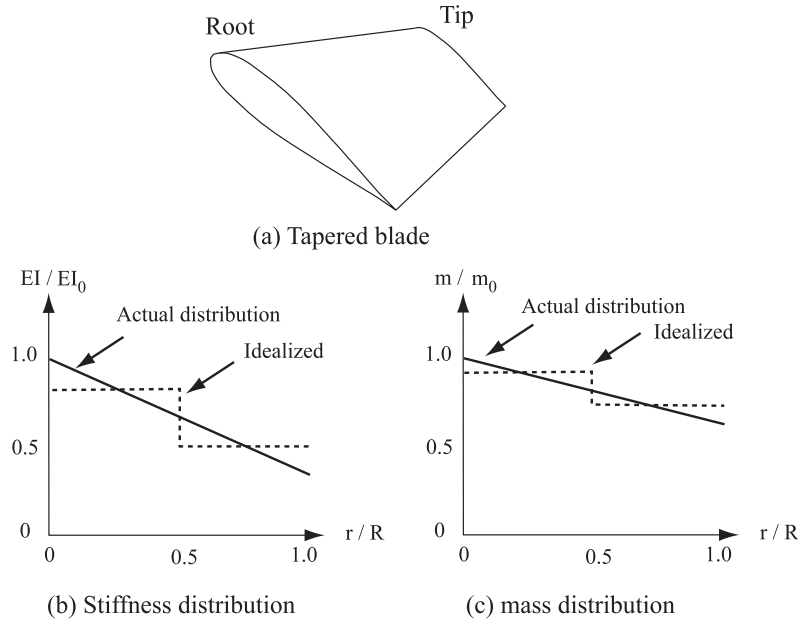 Root
Tip
(a) Tapered blade
EI / EI0
Actual distribution
Idealized
1.0
0.5
0
0
0.5
1.0
r / R
(b) Stiffness distribution
m / m0
Actual distribution
Idealized
1.0
0.5
0
0
0.5
1.0
r / R
(c) mass distribution